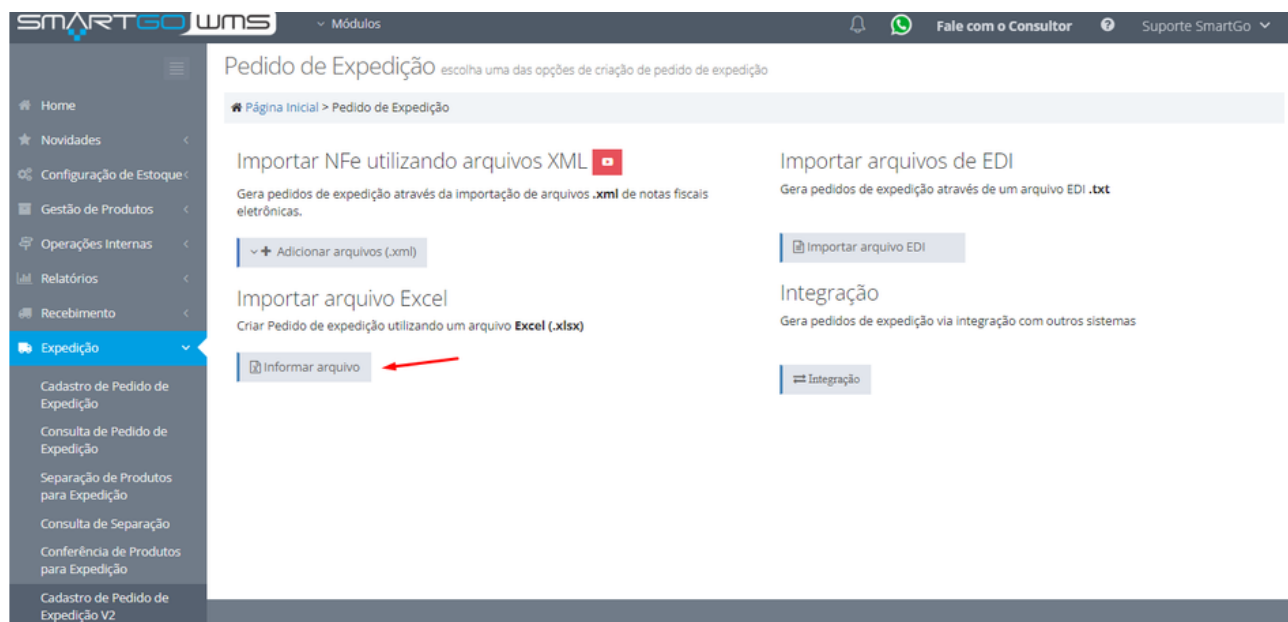 SMARTGO WMS
Módulos
Fale com o Consultor
Suporte SmartGo
Home
Novidades
Configuração de Estoque
Gestão de Produtos
Operações Internas
Relatórios
Recebimento
Expedição
Cadastro de Pedido de
Expedição
Consulta de Pedido de
Expedição
Separação de Produtos
para Expedição
Consulta de Separação
Conferência de Produtos
para Expedição
Cadastro de Pedido de
Expedição V2
Pedido de Expedição escolha uma das opções de criação de pedido de expedição
Página Inicial > Pedido de Expedição
Importar NFe utilizando arquivos XML
Gera pedidos de expedição através da importação de arquivos .xml de notas fiscais
eletrônicas.
Adicionar arquivos (.xml)
Importar arquivo Excel
Criar Pedido de expedição utilizando um arquivo Excel (.xlsx)
Informar arquivo
Importar arquivos de EDI
Gera pedidos de expedição através de um arquivo EDI .txt
Importar arquivo EDI
Integração
Gera pedidos de expedição via integração com outros sistemas
Integração